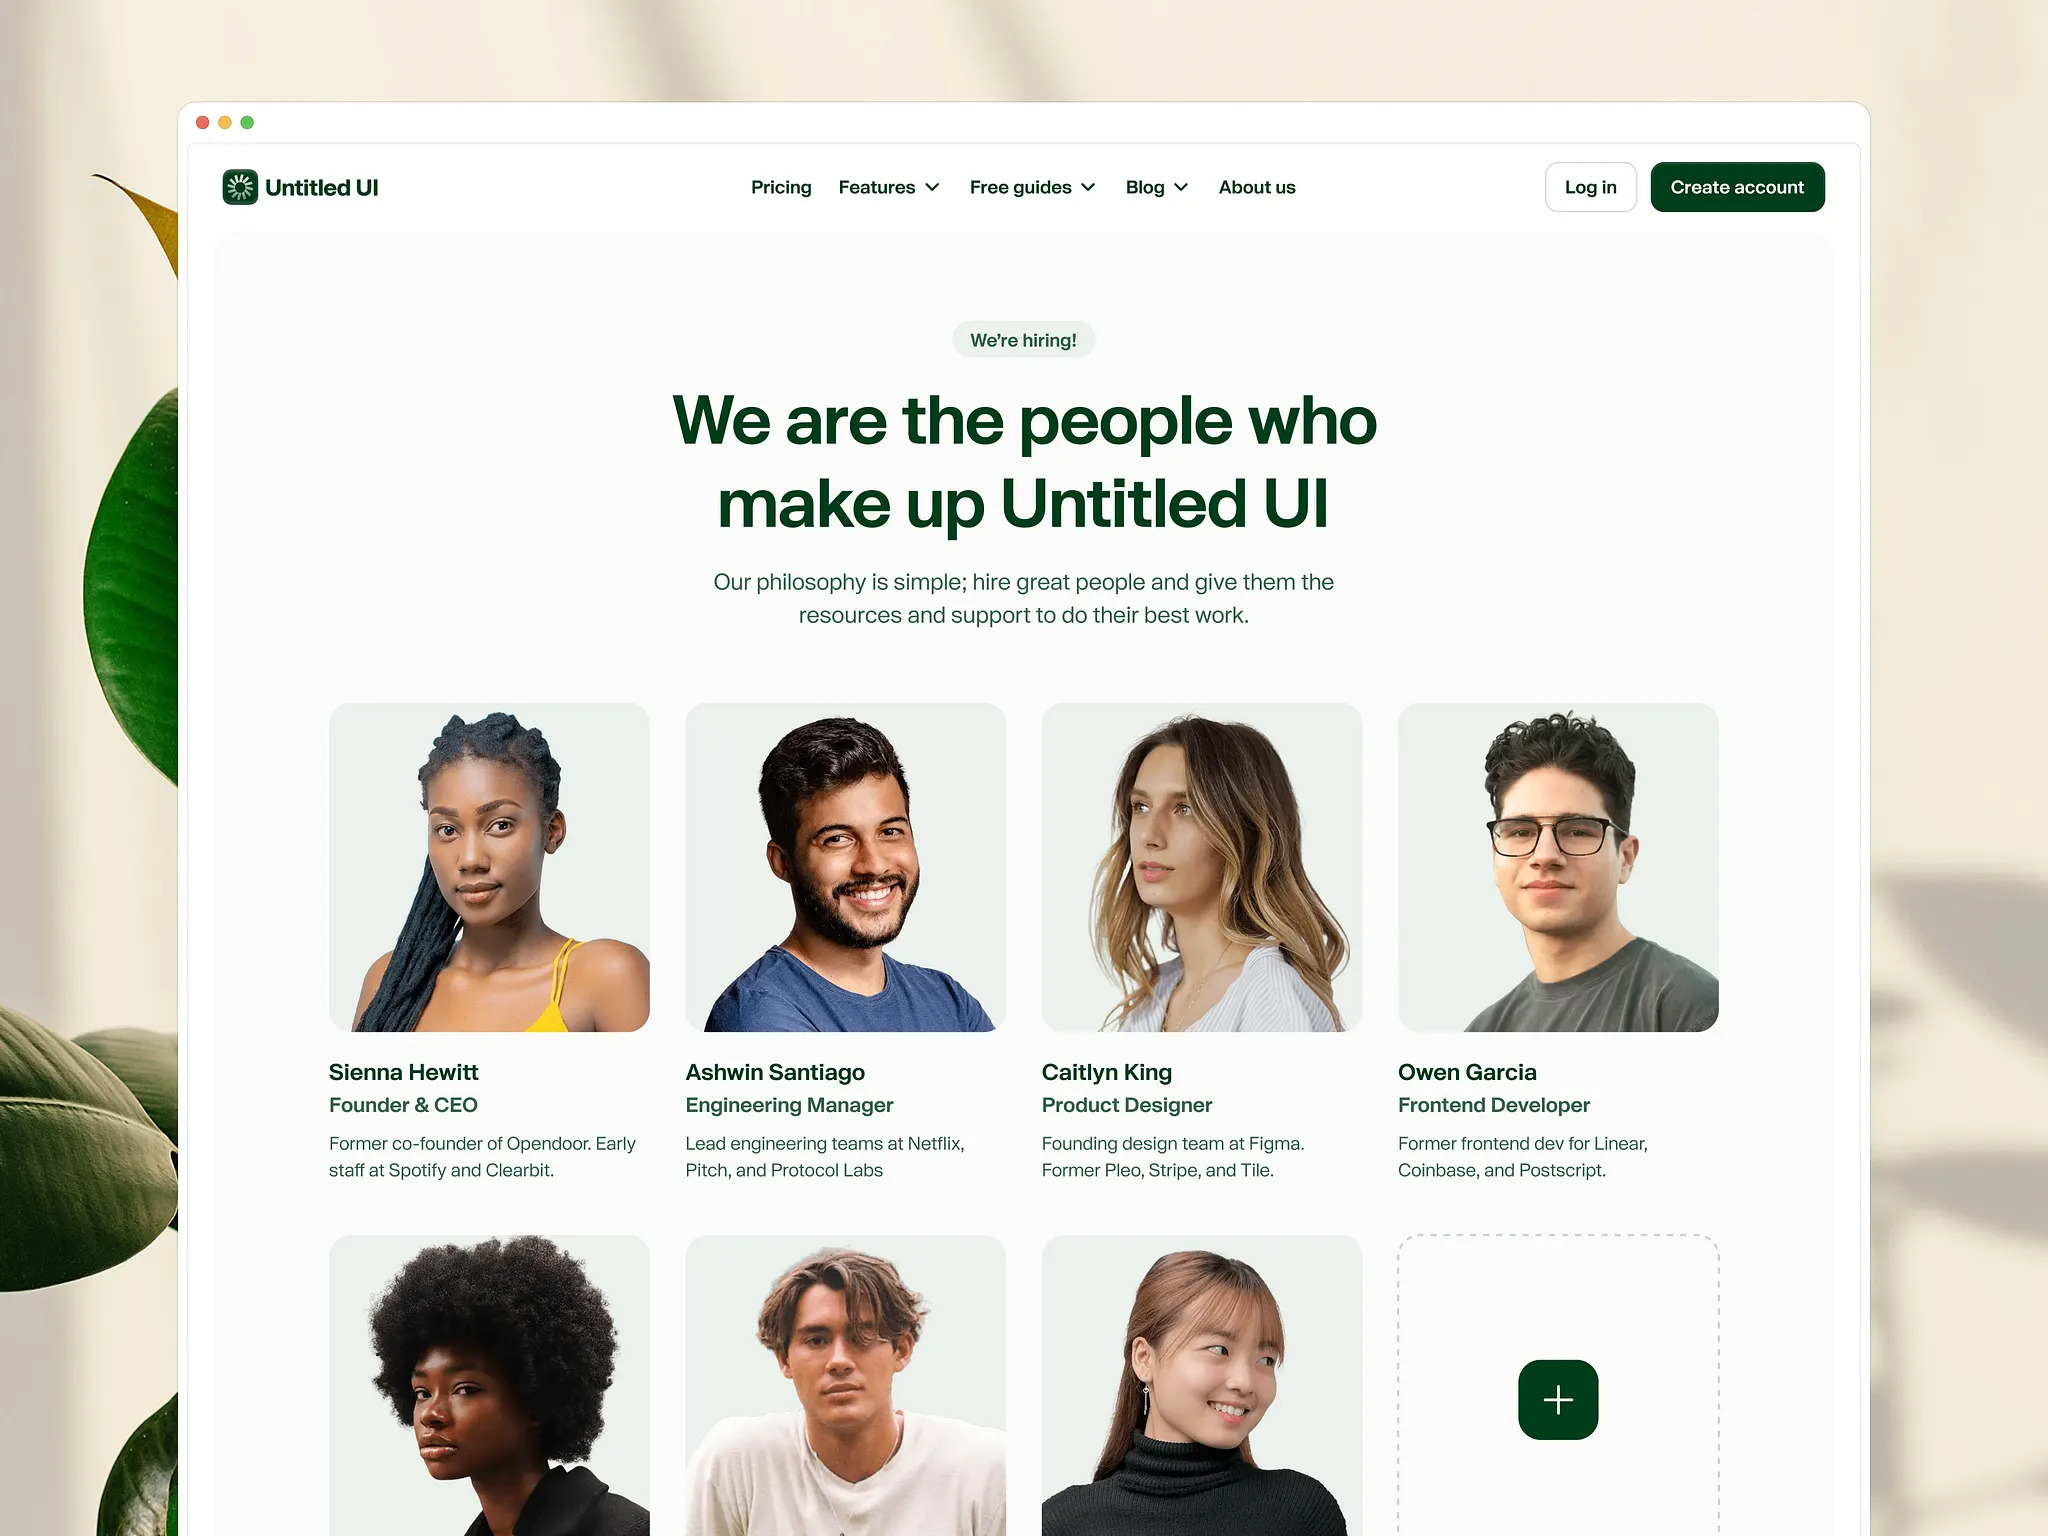 Untitled UI
Pricing
Features
Free guides
Blog
About us
Log in
Create account
We’re hiring!
We are the people who
make up Untitled UI
Our philosophy is simple; hire great people and give them the
resources and support to do their best work.
Sienna Hewitt
Founder & CEO
Former co-founder of Opendoor. Early
staff at Spotify and Clearbit.
Ashwin Santiago
Engineering Manager
Lead engineering teams at Netflix,
Pitch, and Protocol Labs
Caitlyn King
Product Designer
Founding design team at Figma.
Former Pleo, Stripe, and Tile.
Owen Garcia
Frontend Developer
Former frontend dev for Linear,
Coinbase, and Postscript.